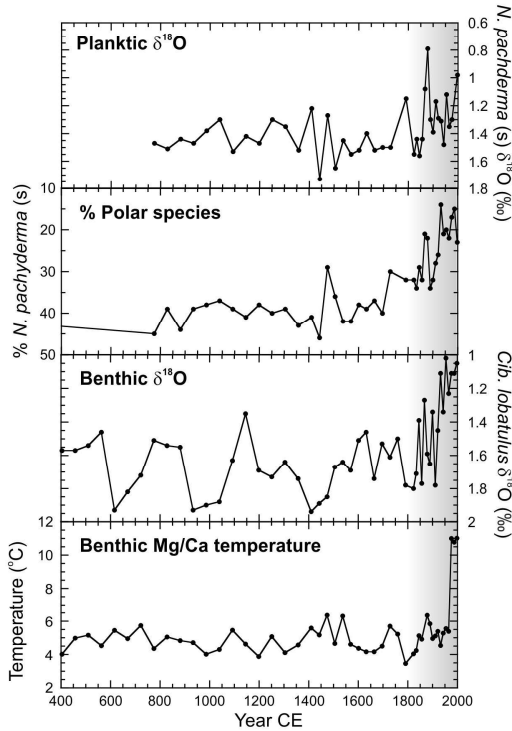 Planktic δ¹⁸O
0.6
0.8
1
1.2
1.4
1.6
1.8
N. pachderma (s) δ¹⁸O (‰)
% Polar species
10
20
30
40
50
% N. pachyderma (s)
Benthic δ¹⁸O
1
1.2
1.4
1.6
1.8
2
Cib. lobatulus δ¹⁸O (‰)
Benthic Mg/Ca temperature
12
10
8
6
4
2
Temperature (°C)
400 600 800 1000 1200 1400 1600 1800 2000
Year CE